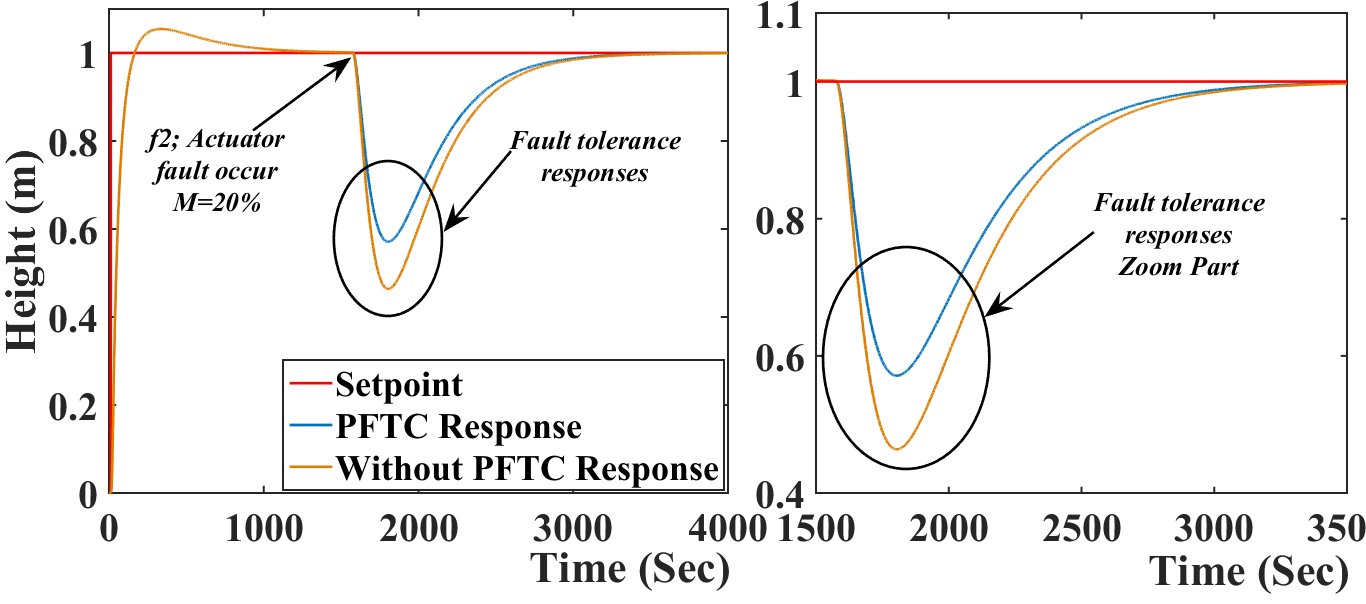 Height (m)
1
0.8
0.6
0.4
0.2
0
0
1000
2000
3000
4000
Time (Sec)
f2; Actuator
fault occur
M=20%
Fault tolerance
responses
Setpoint
PFTC Response
Without PFTC Response
1.1
1
0.8
0.6
0.4
1500
2000
2500
3000
350
Time (Sec)
Fault tolerance
responses
Zoom Part